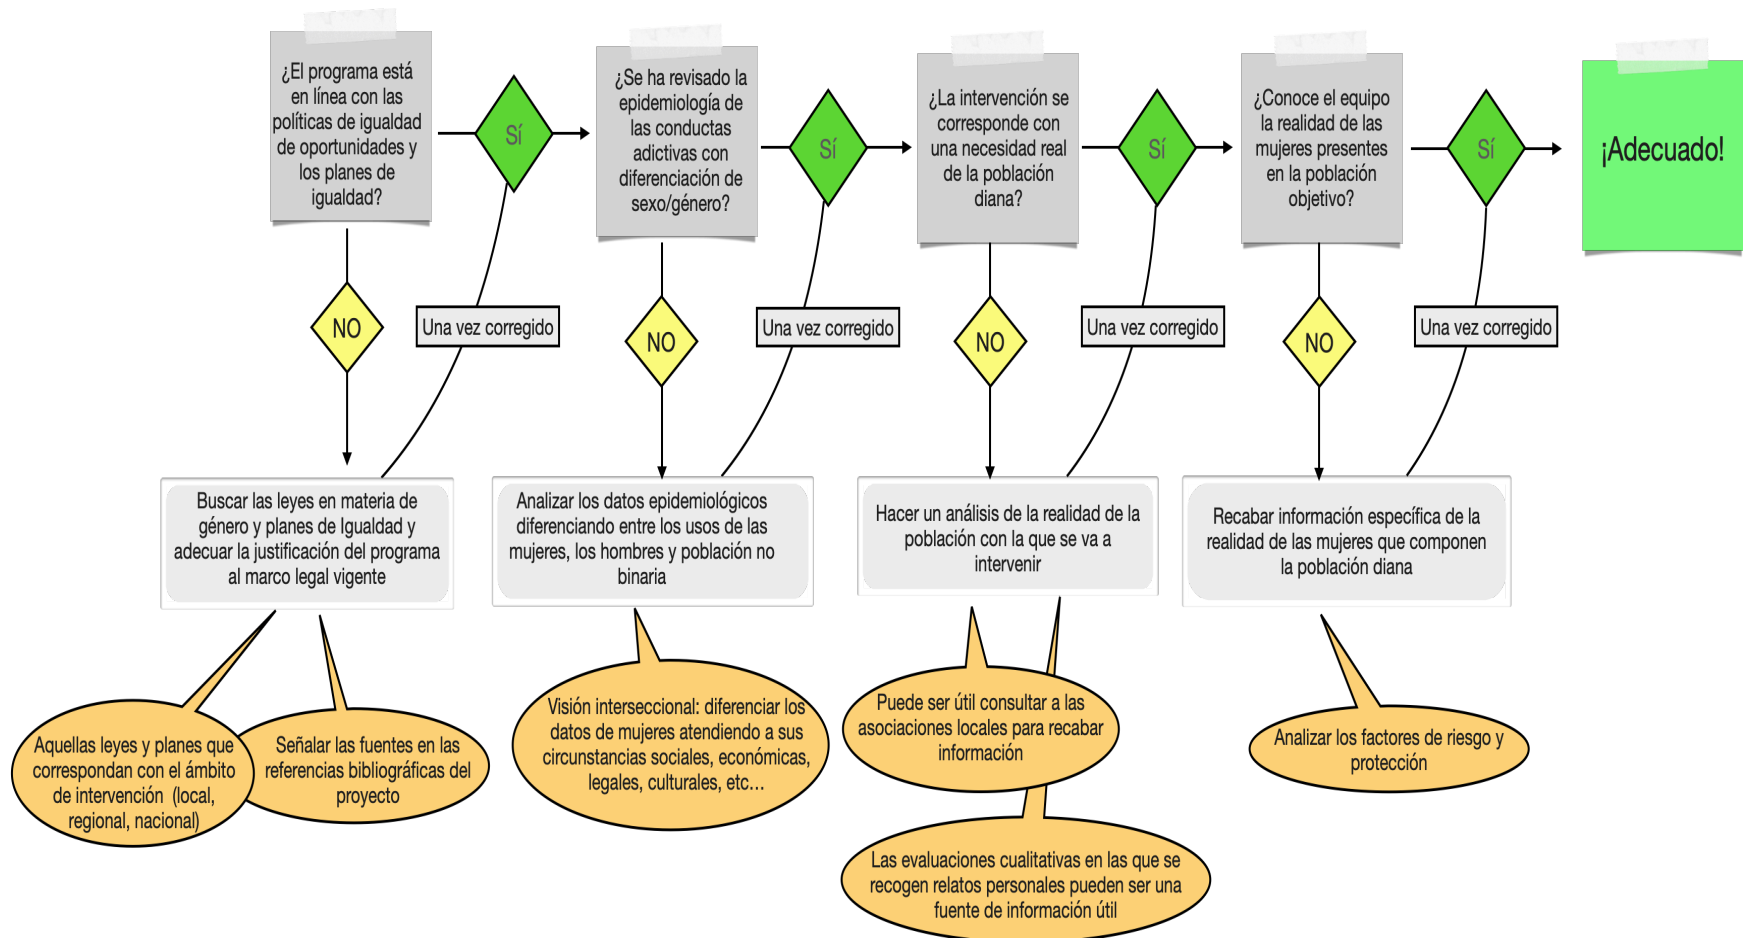 ¿El programa está
en línea con las
políticas de igualdad
de oportunidades y
los planes de
igualdad?
Sí
¿Se ha revisado la
epidemiología de
las conductas
adictivas con
diferenciación de
sexo/género?
Sí
¿La intervención se
corresponde con
una necesidad real
de la población
diana?
Sí
¿Conoce el equipo
la realidad de las
mujeres presentes
en la población
objetivo?
Sí
¡Adecuado!
NO
Una vez corregido
NO
Una vez corregido
NO
Una vez corregido
NO
Una vez corregido
Buscar las leyes en materia de
género y planes de Igualdad y
adecuar la justificación del programa
al marco legal vigente
Analizar los datos epidemiológicos
diferenciando entre los usos de las
mujeres, los hombres y población no
binaria
Hacer un análisis de la realidad de la
población con la que se va a
intervenir
Recabar información específica de la
realidad de las mujeres que componen
la población diana
Aquellas leyes y planes que
correspondan con el ámbito
de intervención (local,
regional, nacional)
Señalar las fuentes en las
referencias bibliográficas del
proyecto
Visión interseccional: diferenciar los
datos de mujeres atendiendo a sus
circunstancias sociales, económicas,
legales, culturales, etc...
Puede ser útil consultar a las
asociaciones locales para recabar
información
Analizar los factores de riesgo y
protección
Las evaluaciones cualitativas en las que se
recogen relatos personales pueden ser una
fuente de información útil